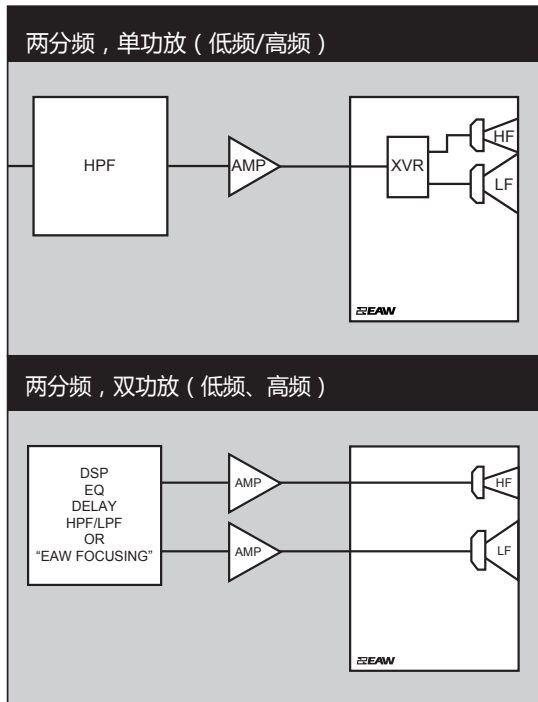 两分频，单功放（低频/高频）
HPF
AMP
XVR
HF
LF
EAW
两分频，双功放（低频、高频）
DSP
EQ
DELAY
HPF/LPF
OR
“EAW FOCUSING”
AMP
HF
AMP
LF
EAW